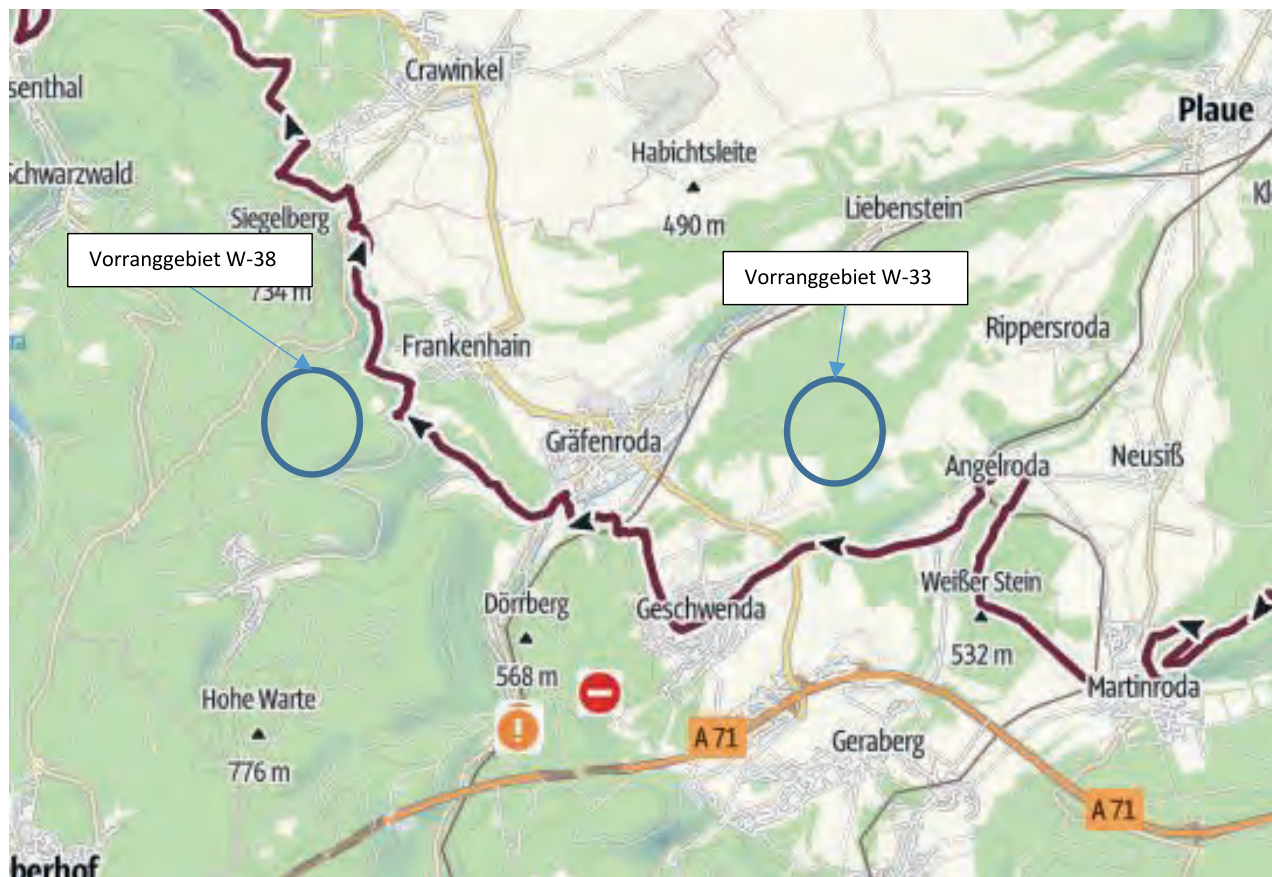 Crawinkel
senthal
Plaue
Habichtsleite
490 m
Schwarzwald
Kl
Liebenstein
Siegelberg
734 m
Vorranggebiet W-38
Vorranggebiet W-33
Rippersroda
Frankenhain
Gräfenroda
Angelroda
Neusiß
Weißer Stein
532 m
Dörrberg
568 m
Geschwenda
Martinroda
Hohe Warte
776 m
A 71
Geraberg
A 71
berhof